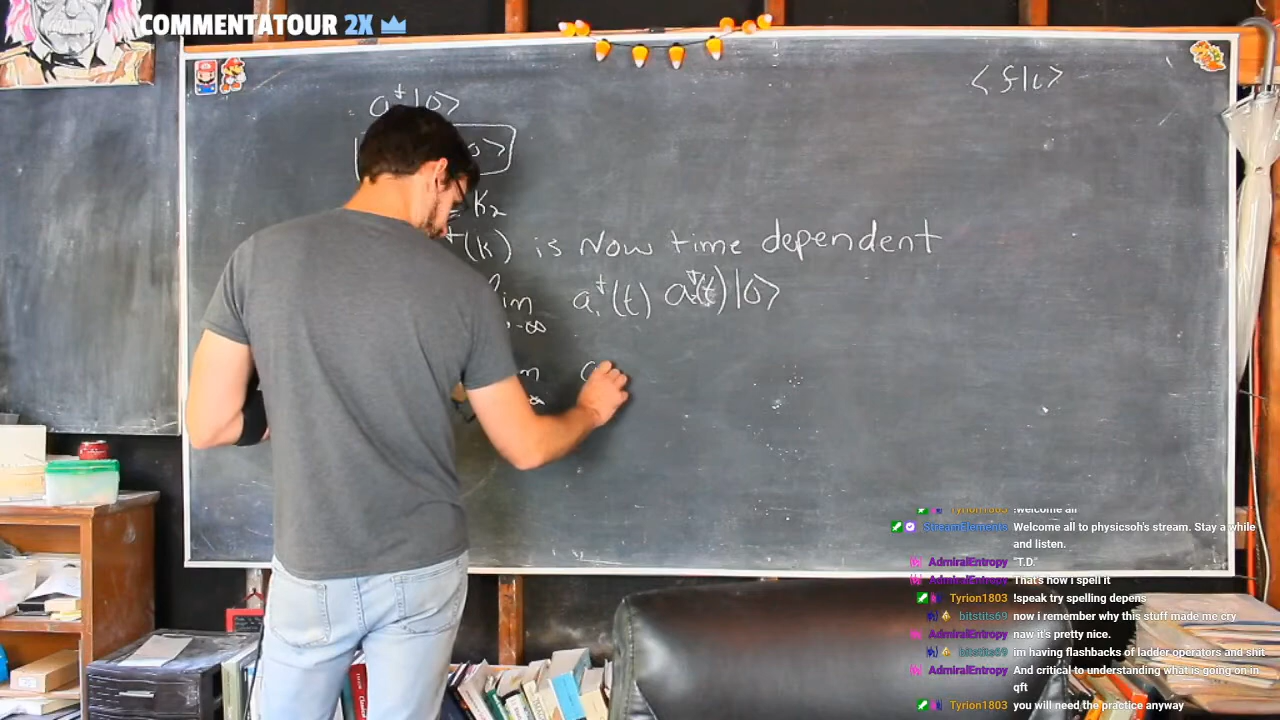 COMMENTATOUR 2X
a†|0>
⟨f|i⟩
= K₂
†(k) is Now time dependent
a₁†(t) a₂†(t)|0>
-∞
!welcome all
StreamElements Welcome all to physicsoh's stream. Stay a while
and listen.
AdmiralEntropy "T.D."
AdmiralEntropy That's how i spell it
Tyrion1803 !speak try spelling depens
bitstits69 now i remember why this stuff made me cry
AdmiralEntropy naw it's pretty nice.
bitstits69 im having flashbacks of ladder operators and shit
AdmiralEntropy And critical to understanding what is going on in
qft
Tyrion1803 you will need the practice anyway